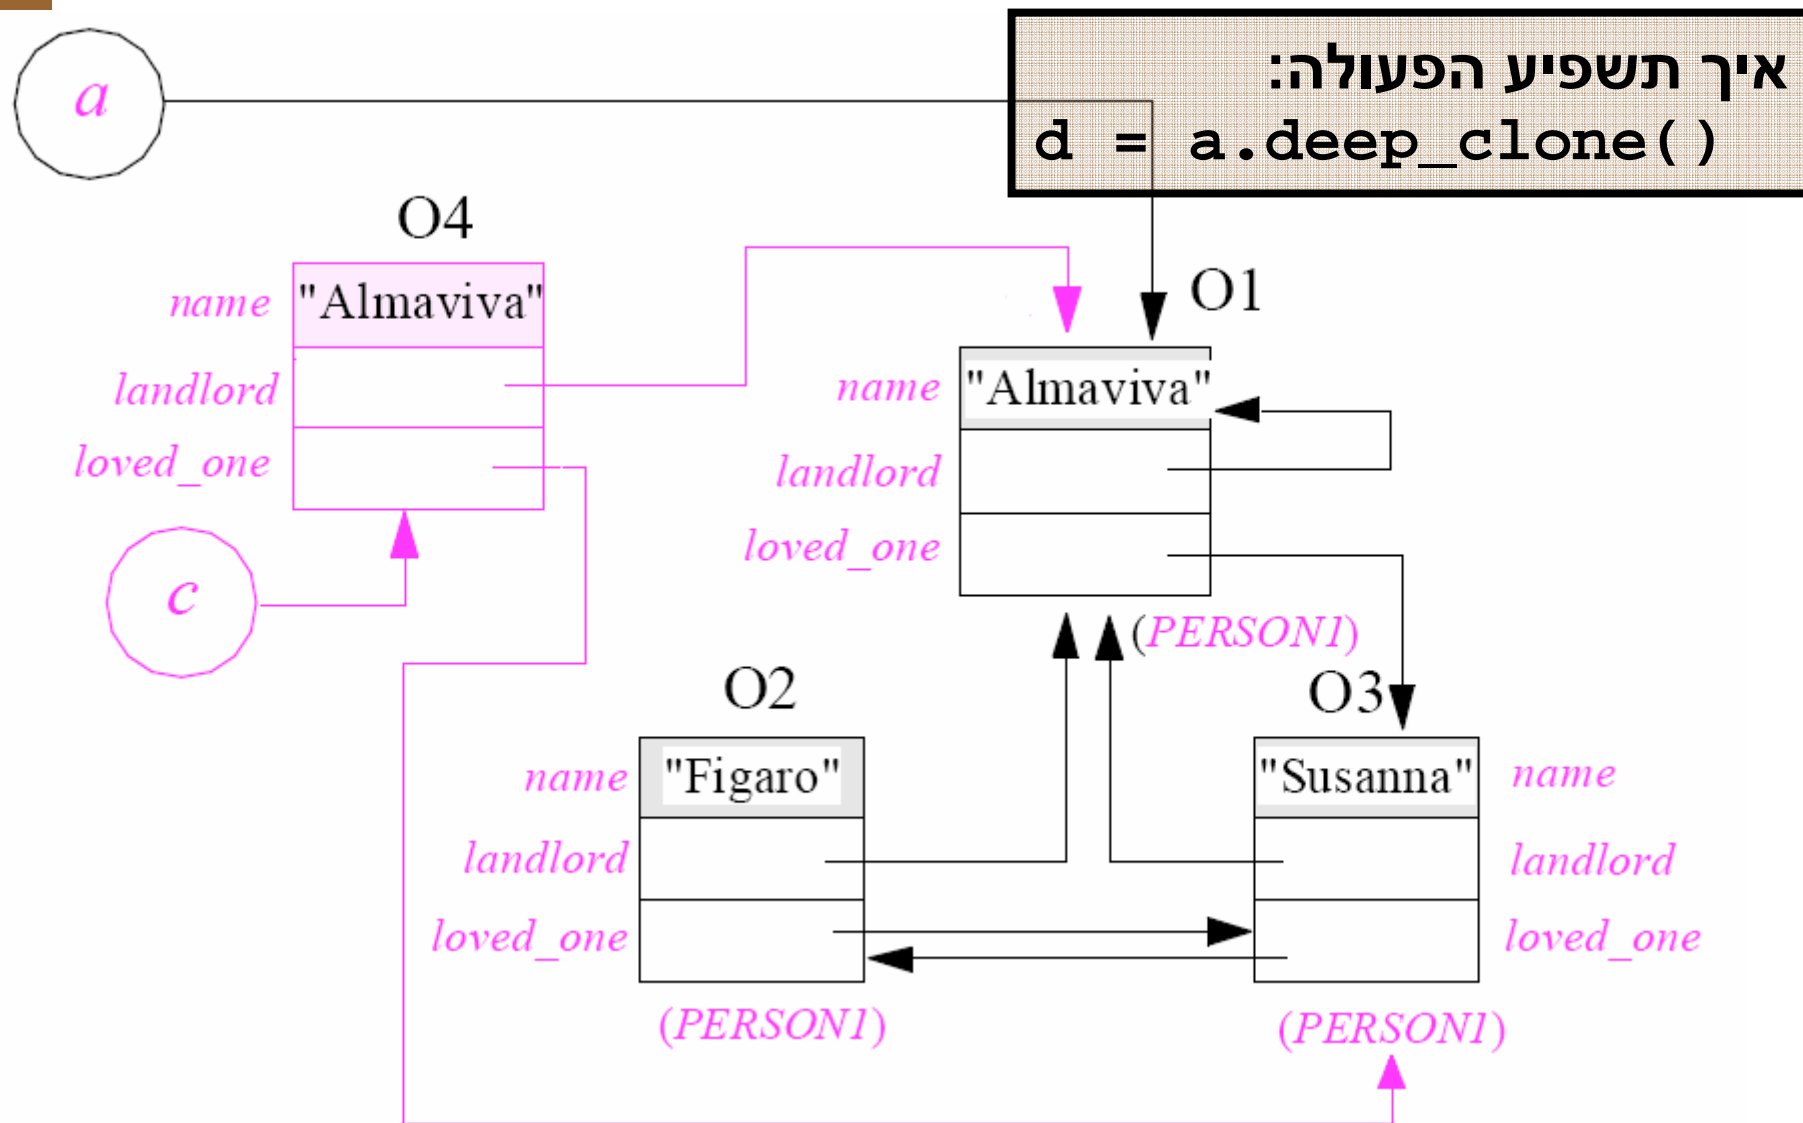 איך תשפיע הפעולה:
d = a.deep_clone()
a
O4
name "Almaviva"
landlord
loved_one
c
O1
name "Almaviva"
landlord
loved_one
(PERSON1)
O2
name "Figaro"
landlord
loved_one
(PERSON1)
O3
"Susanna" name
landlord
loved_one
(PERSON1)